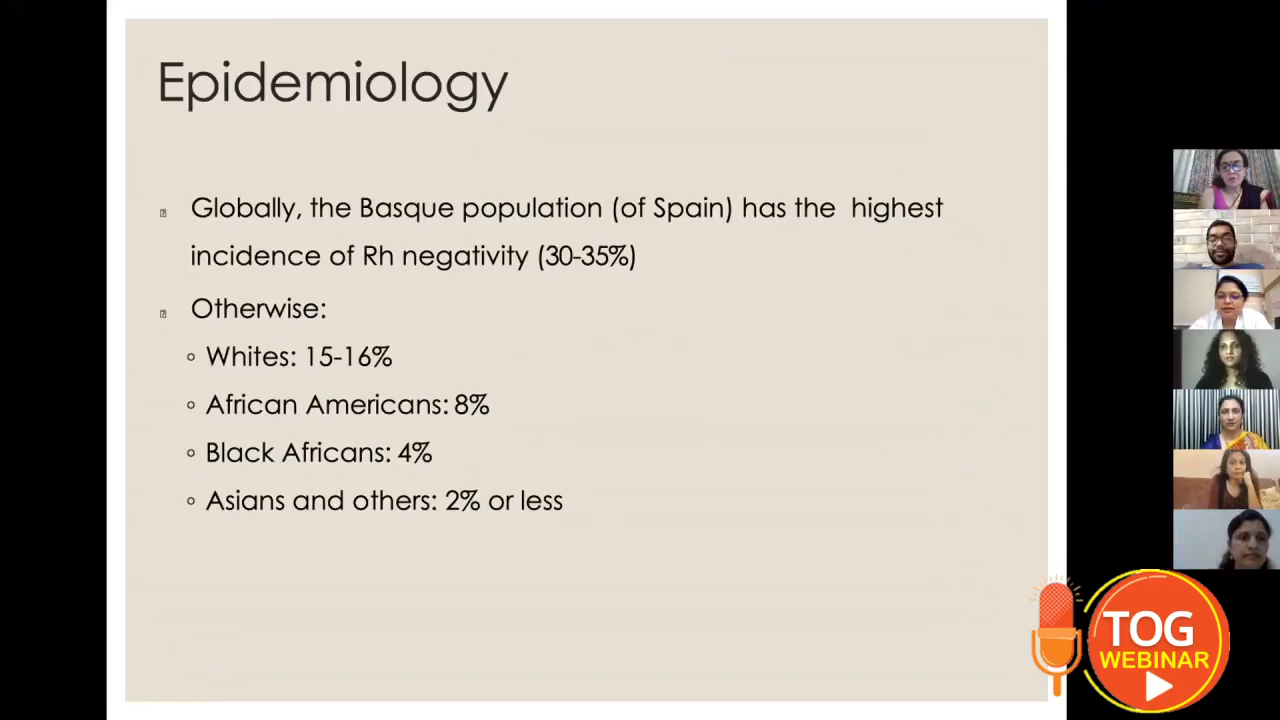 Epidemiology
Globally, the Basque population (of Spain) has the highest
incidence of Rh negativity (30-35%)
Otherwise:
Whites: 15-16%
African Americans: 8%
Black Africans: 4%
Asians and others: 2% or less
TOG
WEBINAR